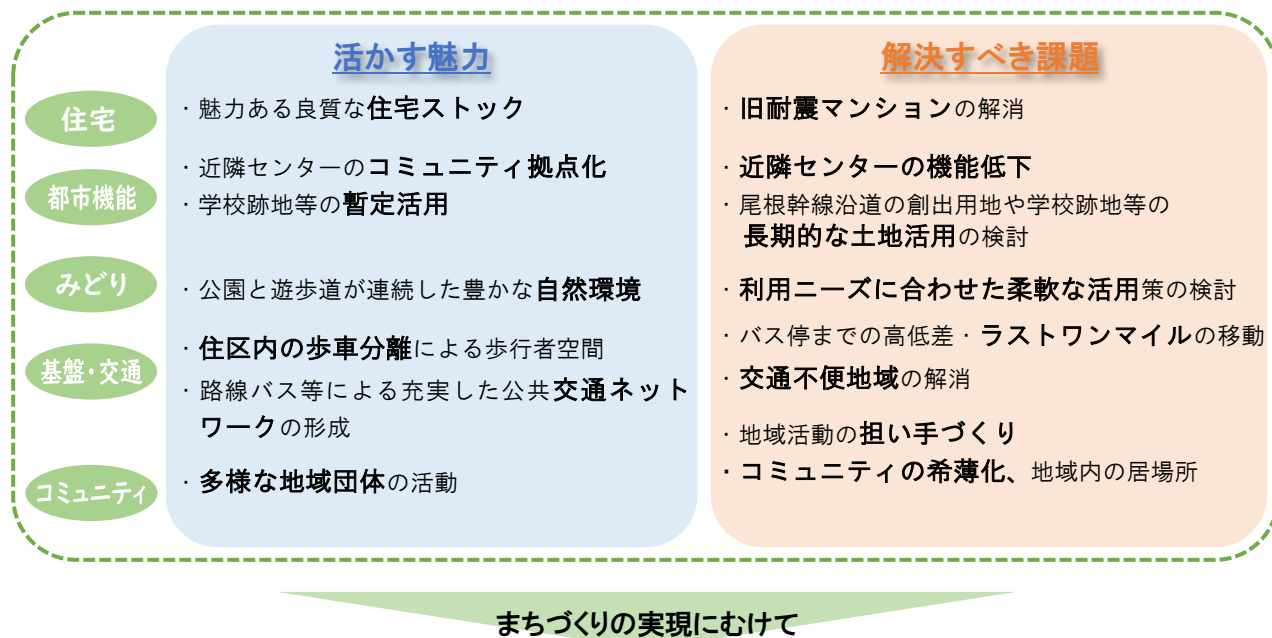 活かす魅力
解決すべき課題
住宅
・魅力ある良質な住宅ストック
・旧耐震マンションの解消
都市機能
・近隣センターのコミュニティ拠点化
・学校跡地等の暫定活用
・近隣センターの機能低下
・尾根幹線沿道の創出用地や学校跡地等の
長期的な土地活用の検討
みどり
・公園と遊歩道が連続した豊かな自然環境
・利用ニーズに合わせた柔軟な活用策の検討
基盤・交通
・住区内の歩車分離による歩行者空間
・路線バス等による充実した公共交通ネット
ワークの形成
・バス停までの高低差・ラストワンマイルの移動
・交通不便地域の解消
コミュニティ
・多様な地域団体の活動
・地域活動の担い手づくり
・コミュニティの希薄化、地域内の居場所
まちづくりの実現にむけて